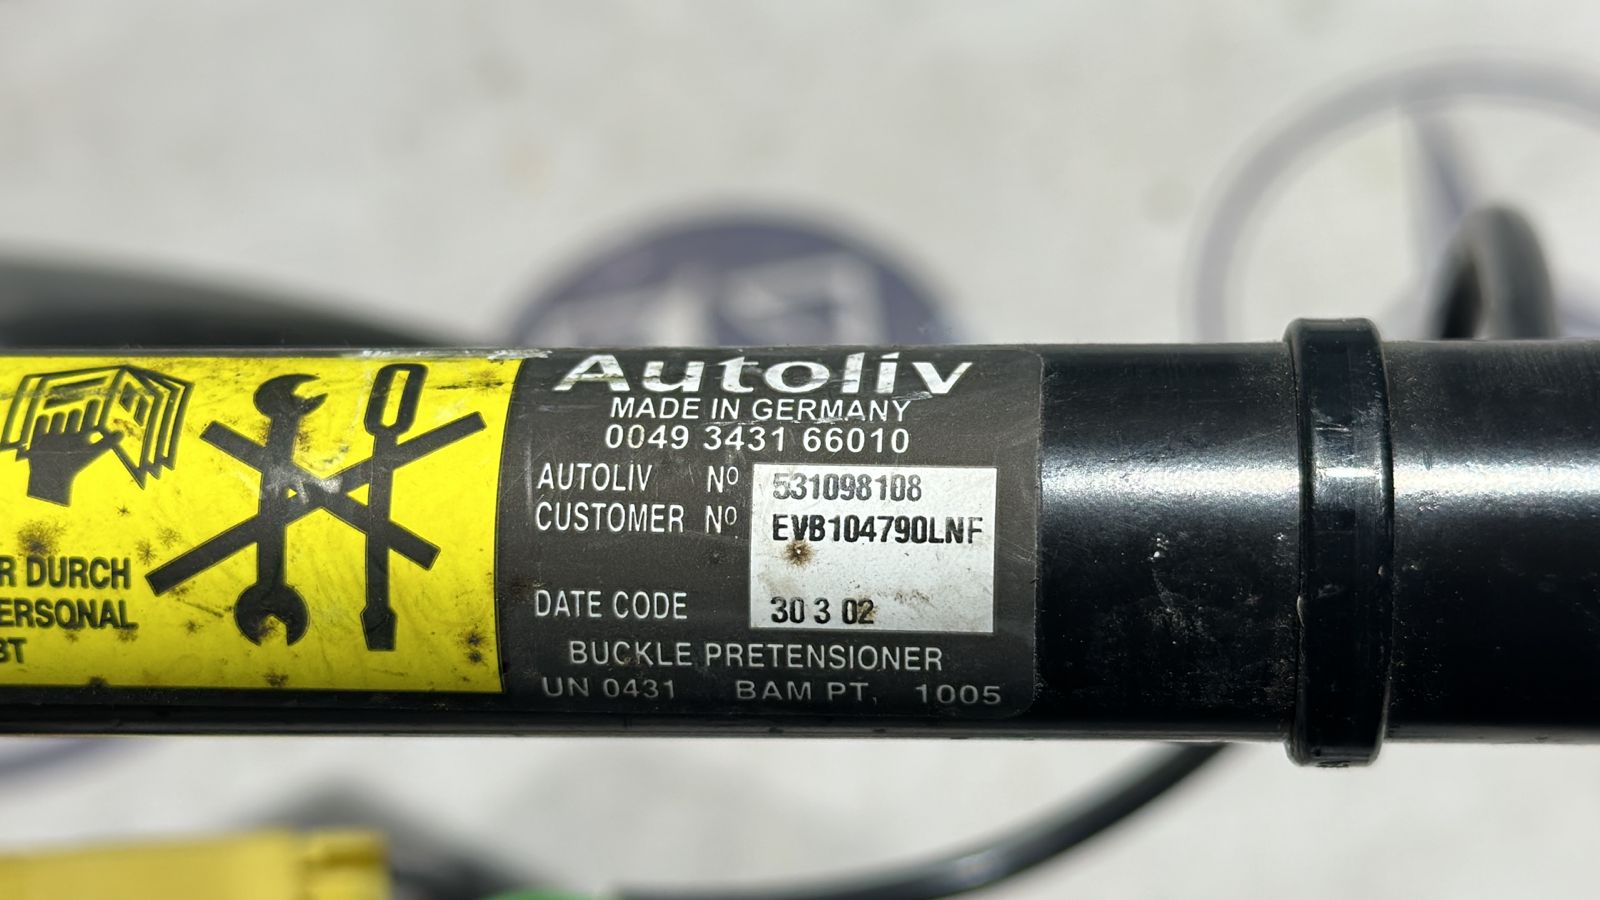 Autoliv
MADE IN GERMANY
0049 3431 66010
AUTOLIV Nº 531098108
CUSTOMER Nº EVB104790LNF
DATE CODE 30 3 02
BUCKLE PRETENSIONER
UN 0431 BAM PT, 1005
R DURCH
ERSONAL
BT